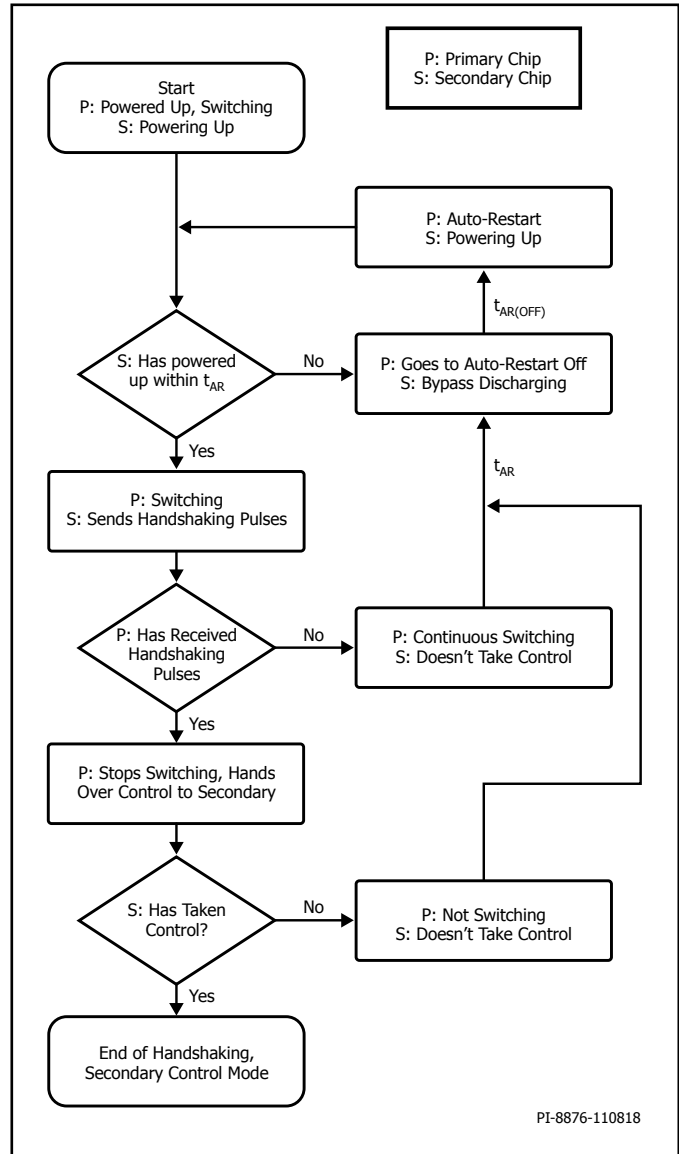 P: Primary Chip
S: Secondary Chip
Start
P: Powered Up, Switching
S: Powering Up
P: Auto-Restart
S: Powering Up
tAR(OFF)
S: Has powered
up within tAR
No
P: Goes to Auto-Restart Off
S: Bypass Discharging
Yes
tAR
P: Switching
S: Sends Handshaking Pulses
P: Has Received
Handshaking
Pulses
No
P: Continuous Switching
S: Doesn't Take Control
Yes
P: Stops Switching, Hands
Over Control to Secondary
S: Has Taken
Control?
No
P: Not Switching
S: Doesn't Take Control
Yes
End of Handshaking,
Secondary Control Mode
PI-8876-110818